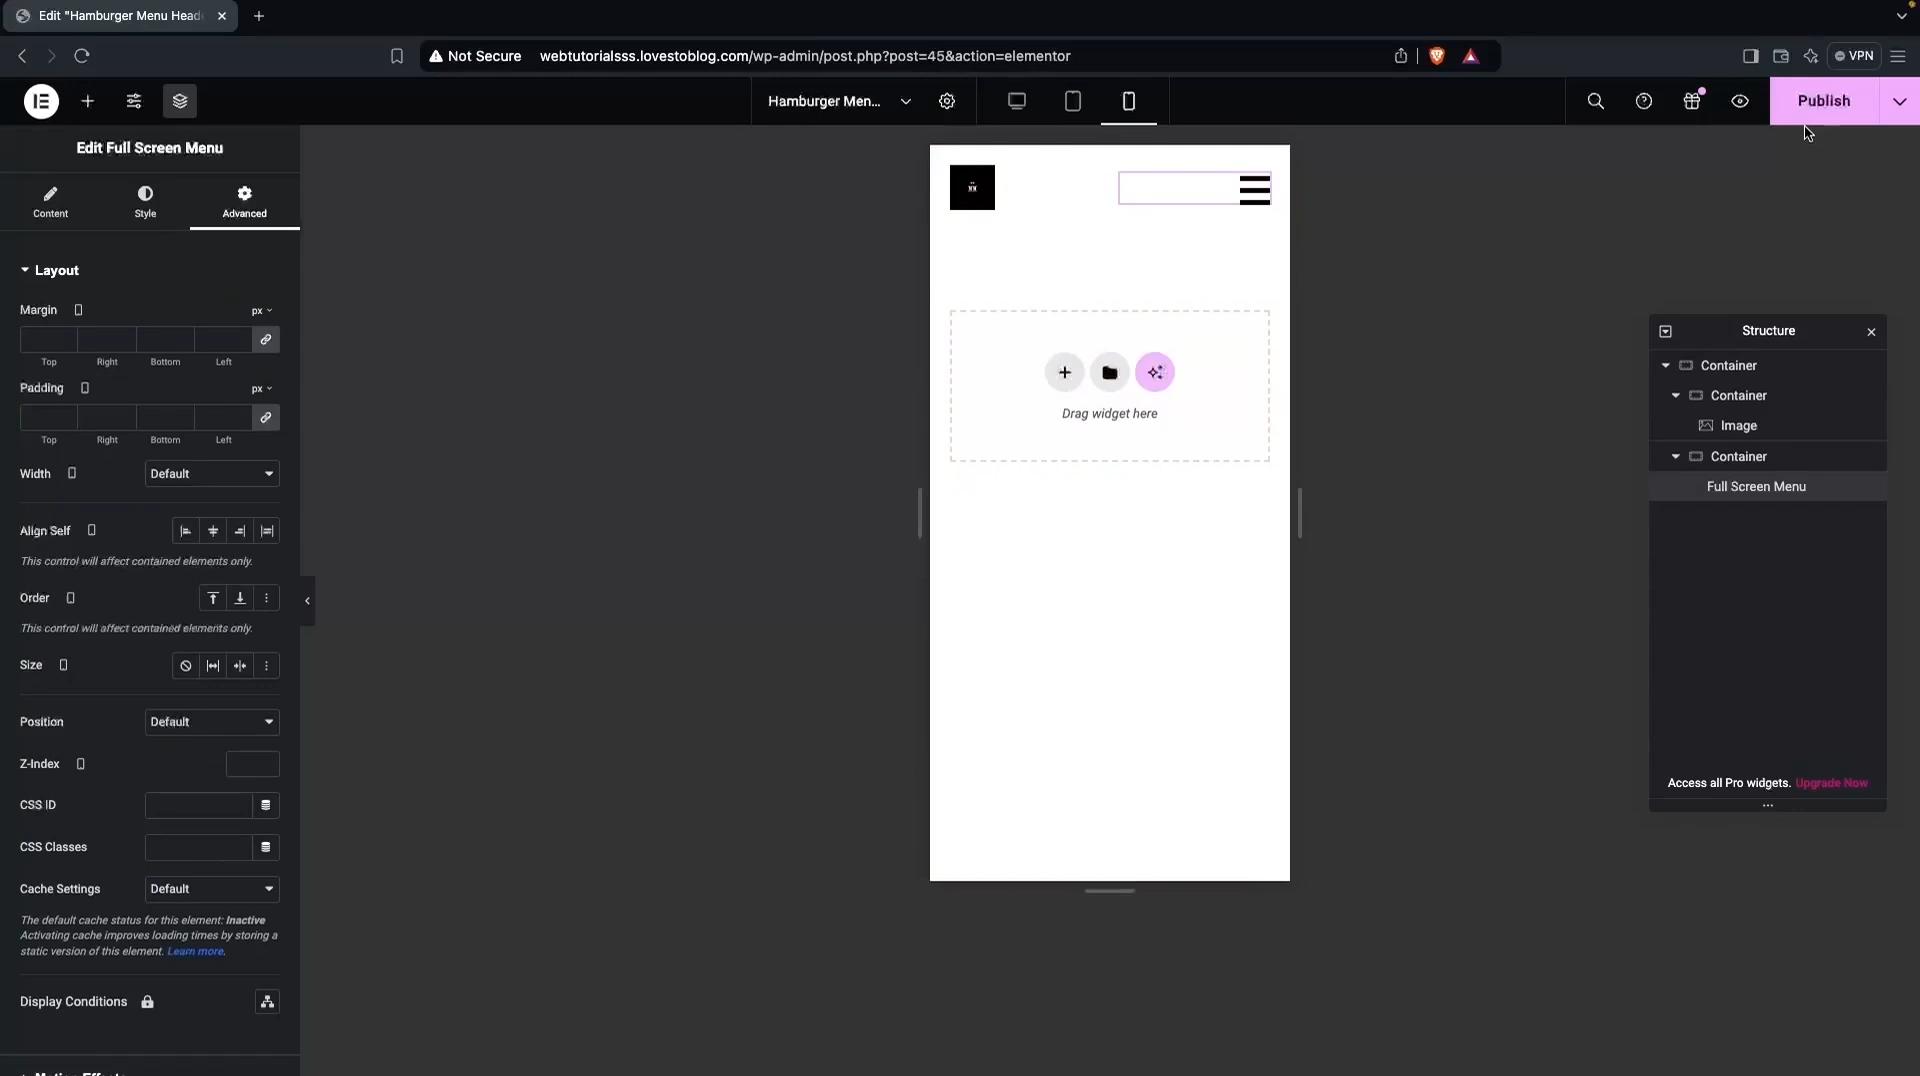 Edit "Hamburger Menu Head
Not Secure
webtutorialsss.lovestoblog.com/wp-admin/post.php?post=45&action=elementor
VPN
Hamburger Men...
Publish
Edit Full Screen Menu
Content
Style
Advanced
Layout
Margin
px
Top
Right
Bottom
Left
Padding
px
Top
Right
Bottom
Left
Width
Default
Align Self
This control will affect contained elements only.
Order
This control will affect contained elements only.
Size
Position
Default
Z-Index
CSS ID
CSS Classes
Cache Settings
Default
The default cache status for this element: Inactive
Activating cache improves loading times by storing a
static version of this element. Learn more.
Display Conditions
Drag widget here
Structure
Container
Container
Image
Container
Full Screen Menu
Access all Pro widgets. Upgrade Now